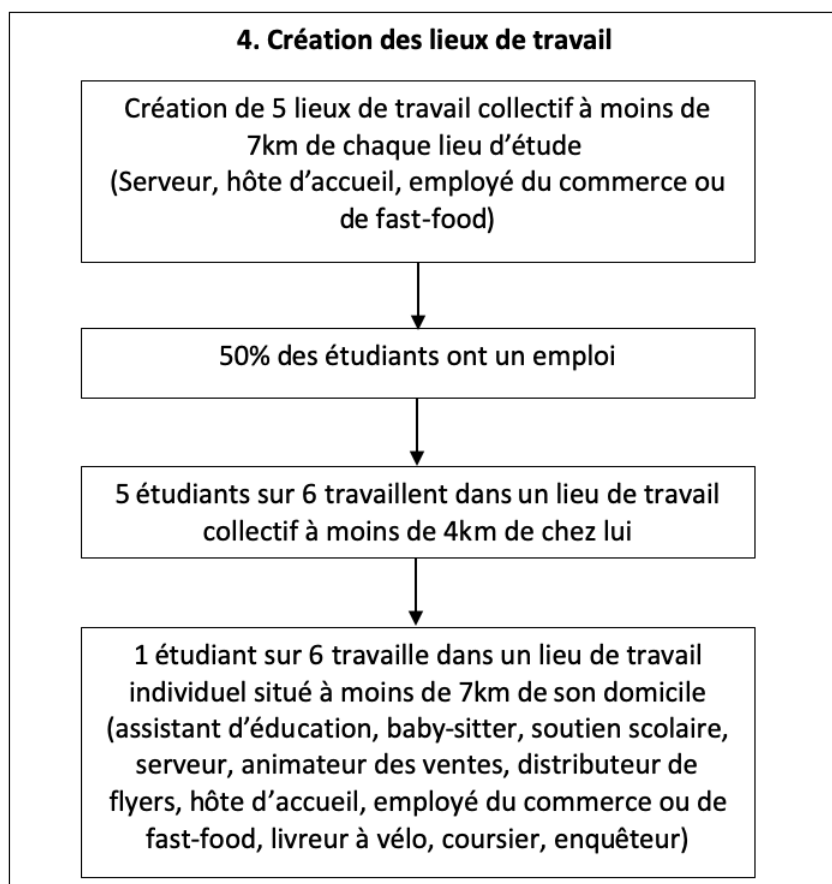 4. Création des lieux de travail
Création de 5 lieux de travail collectif à moins de
7km de chaque lieu d’étude
(Serveur, hôte d’accueil, employé du commerce ou
de fast-food)
50% des étudiants ont un emploi
5 étudiants sur 6 travaillent dans un lieu de travail
collectif à moins de 4km de chez lui
1 étudiant sur 6 travaille dans un lieu de travail
individuel situé à moins de 7km de son domicile
(assistant d’éducation, baby-sitter, soutien scolaire,
serveur, animateur des ventes, distributeur de
flyers, hôte d’accueil, employé du commerce ou de
fast-food, livreur à vélo, coursier, enquêteur)